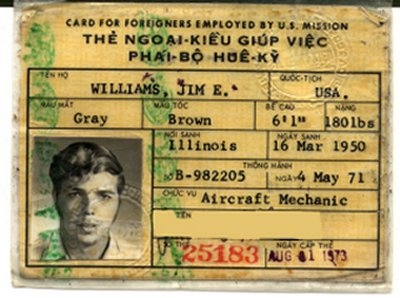 CARD FOR FOREIGNERS EMPLOYED BY U.S. MISSION
THẺ NGOẠI-KIỀU GIÚP VIỆC
PHÁI-BỘ HUÊ-KỲ
TÊN HỌ QUỐC-TỊCH
WILLIAMS, JIM E. USA.
MÀU MẮT MÀU TÓC BỀ CAO NẶNG
Gray Brown 6'1" 180lbs
NƠI SANH NGÀY SANH
Illinois 16 Mar 1950
THÔNG HÀNH
SỐ B-982205 NGÀY 4 May 71
CHỨC VỤ Aircraft Mechanic
TÊN
SỐ THẺ 25183 NGÀY CẤP THẺ
AUG 1973